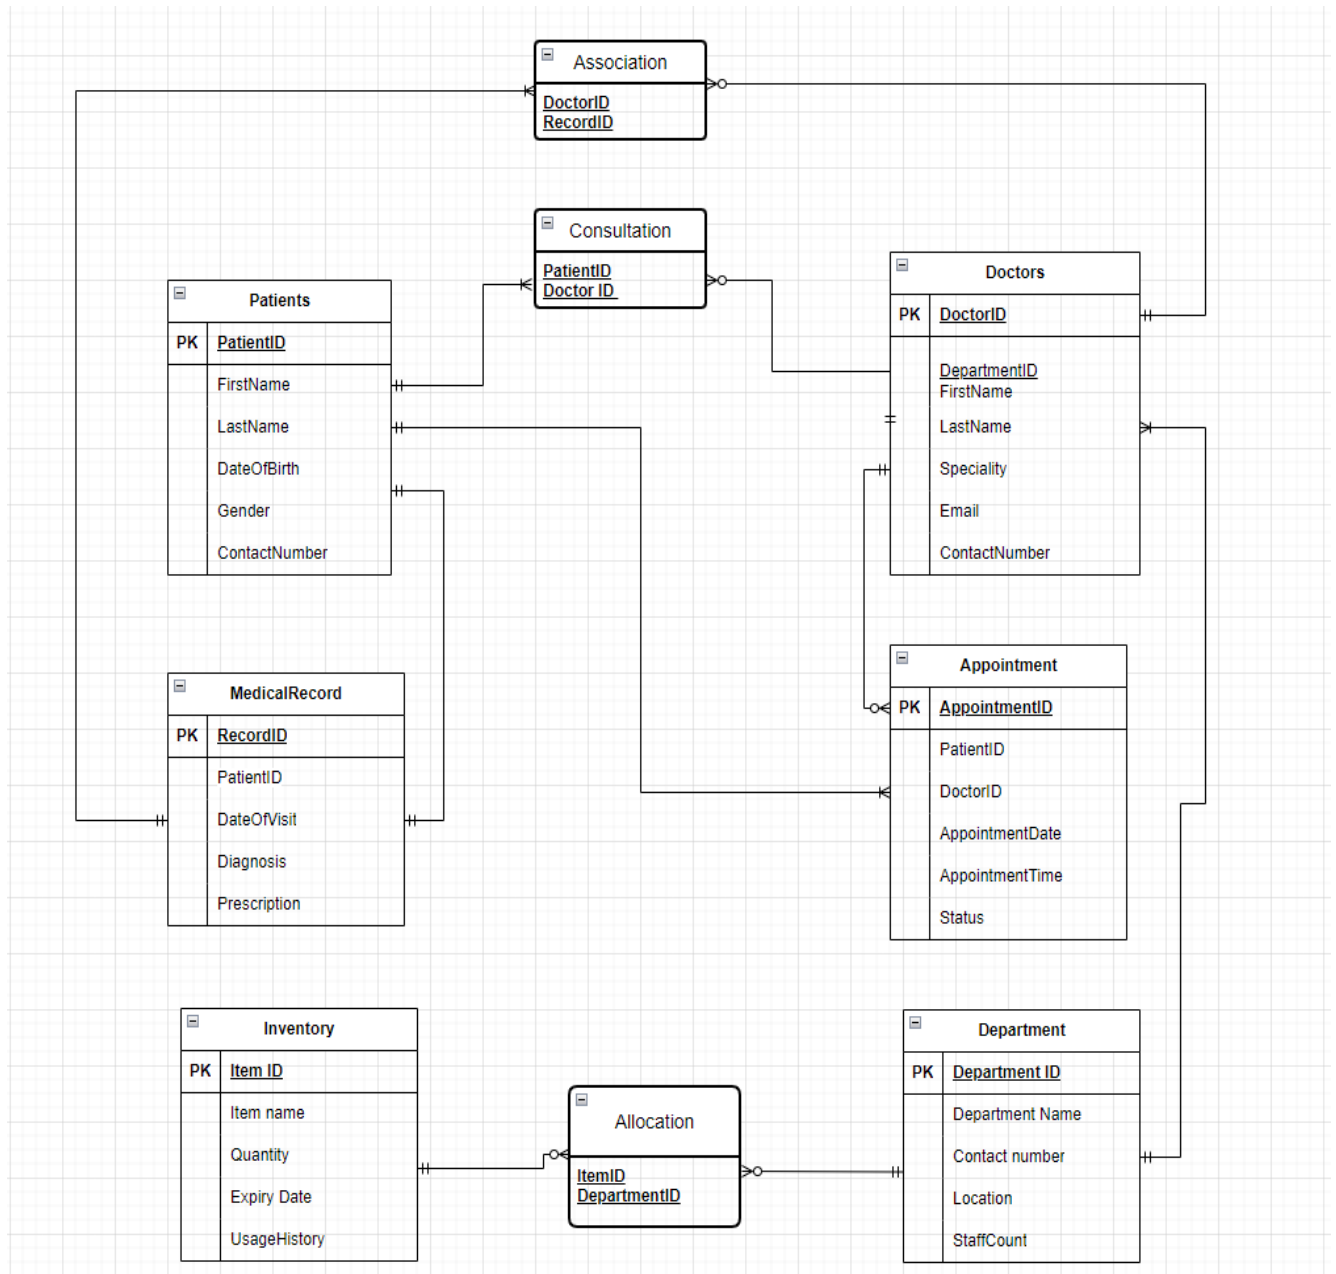 Association
DoctorID
RecordID
Consultation
PatientID
Doctor ID
Patients
PK PatientID
FirstName
LastName
DateOfBirth
Gender
ContactNumber
Doctors
PK DoctorID
DepartmentID
FirstName
LastName
Speciality
Email
ContactNumber
MedicalRecord
PK RecordID
PatientID
DateOfVisit
Diagnosis
Prescription
Appointment
PK AppointmentID
PatientID
DoctorID
AppointmentDate
AppointmentTime
Status
Inventory
PK Item ID
Item name
Quantity
Expiry Date
UsageHistory
Allocation
ItemID
DepartmentID
Department
PK Department ID
Department Name
Contact number
Location
StaffCount